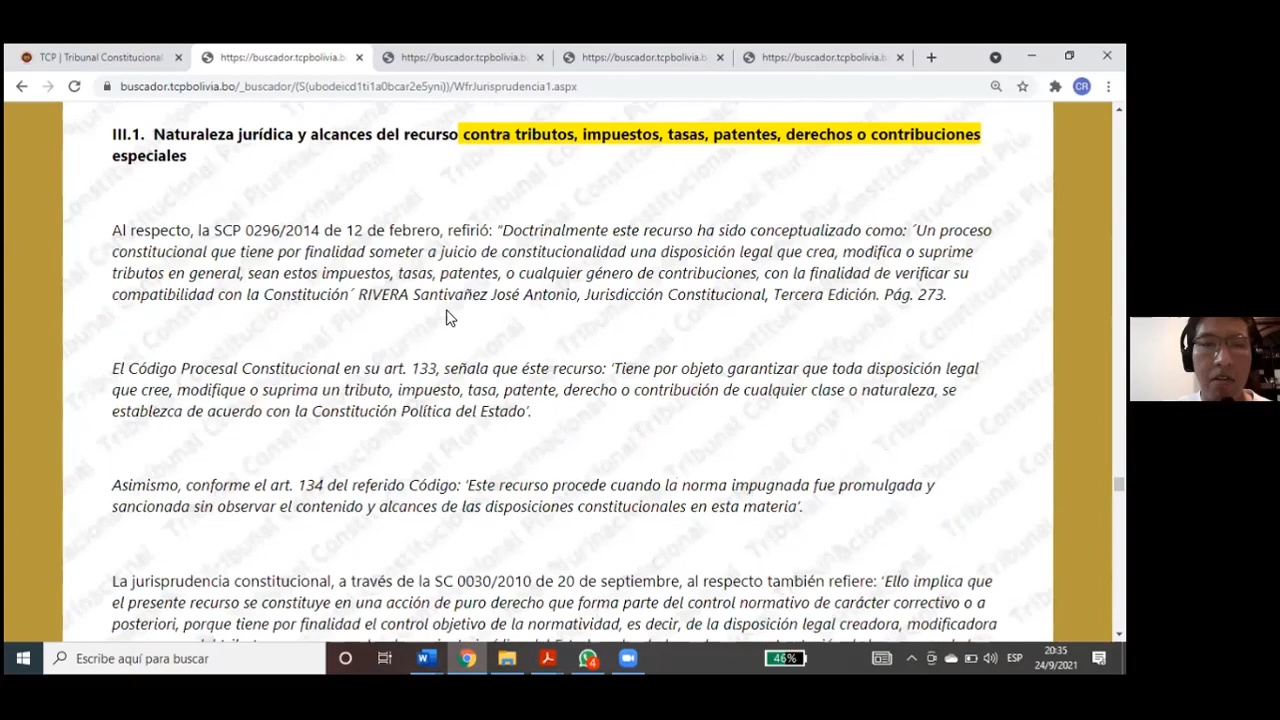 TCP | Tribunal Constitucional
https://buscador.tcpbolivia.b
https://buscador.tcpbolivia.b
https://buscador.tcpbolivia.b
https://buscador.tcpbolivia.b
buscador.tcpbolivia.bo/_buscador/(S(ubodeicd1ti1a0bcar2e5yni))/WfrJurisprudencia1.aspx
CR
III.1. Naturaleza jurídica y alcances del recurso contra tributos, impuestos, tasas, patentes, derechos o contribuciones
especiales
Al respecto, la SCP 0296/2014 de 12 de febrero, refirió: “Doctrinalmente este recurso ha sido conceptualizado como: ´Un proceso
constitucional que tiene por finalidad someter a juicio de constitucionalidad una disposición legal que crea, modifica o suprime
tributos en general, sean estos impuestos, tasas, patentes, o cualquier género de contribuciones, con la finalidad de verificar su
compatibilidad con la Constitución´ RIVERA Santivañez José Antonio, Jurisdicción Constitucional, Tercera Edición. Pág. 273.
El Código Procesal Constitucional en su art. 133, señala que éste recurso: ‘Tiene por objeto garantizar que toda disposición legal
que cree, modifique o suprima un tributo, impuesto, tasa, patente, derecho o contribución de cualquier clase o naturaleza, se
establezca de acuerdo con la Constitución Política del Estado’.
Asimismo, conforme el art. 134 del referido Código: ‘Este recurso procede cuando la norma impugnada fue promulgada y
sancionada sin observar el contenido y alcances de las disposiciones constitucionales en esta materia’.
La jurisprudencia constitucional, a través de la SC 0030/2010 de 20 de septiembre, al respecto también refiere: ‘Ello implica que
el presente recurso se constituye en una acción de puro derecho que forma parte del control normativo de carácter correctivo o a
posteriori, porque tiene por finalidad el control objetivo de la normatividad, es decir, de la disposición legal creadora, modificadora
Escribe aquí para buscar
4
46%
ESP
20:35
24/9/2021